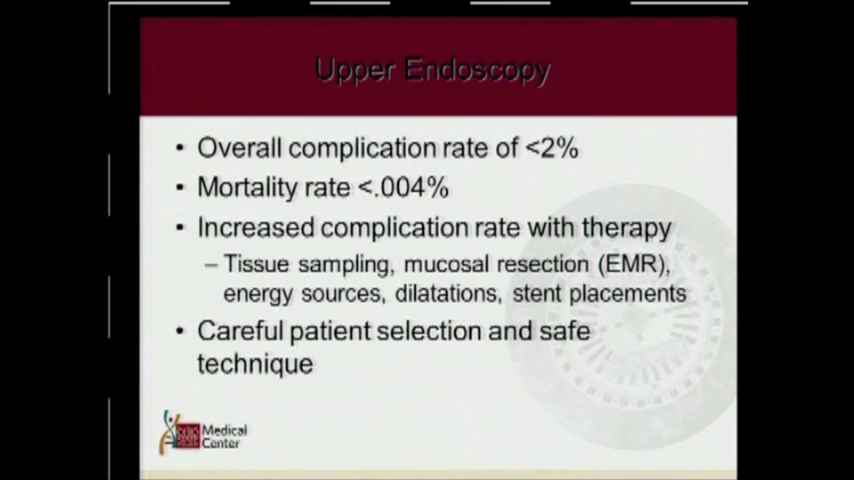 Upper Endoscopy
• Overall complication rate of <2%
• Mortality rate <.004%
• Increased complication rate with therapy
– Tissue sampling, mucosal resection (EMR),
energy sources, dilatations, stent placements
• Careful patient selection and safe
technique
Medical
Center